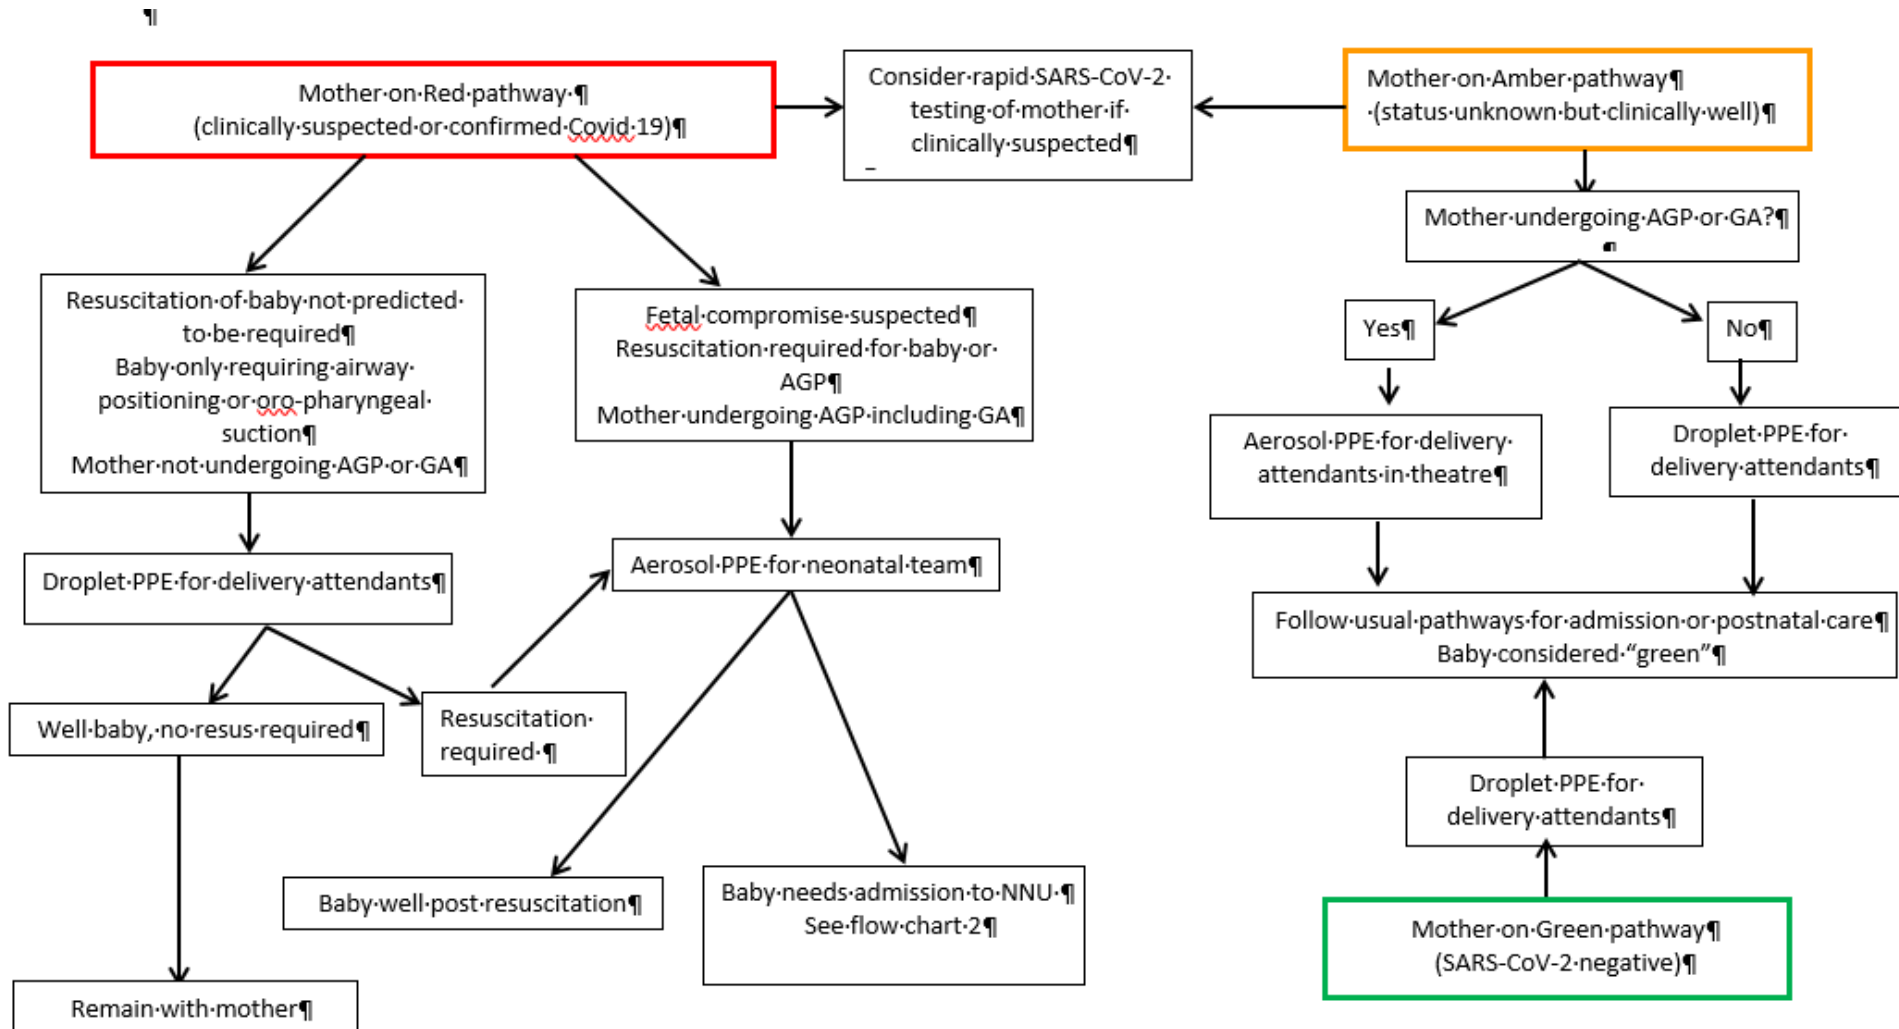 ¶
Mother·on·Red·pathway·¶
(clinically·suspected·or·confirmed·Covid·19)¶
Consider·rapid·SARS-CoV-2·
testing·of·mother·if·
clinically·suspected¶
Mother·on·Amber·pathway¶
·(status·unknown·but·clinically·well)¶
Mother·undergoing·AGP·or·GA?¶
¶
Resuscitation·of·baby·not·predicted·
to·be·required¶
Baby·only·requiring·airway·
positioning·or·oro-pharyngeal·
suction¶
Mother·not·undergoing·AGP·or·GA¶
Fetal·compromise·suspected¶
Resuscitation·required·for·baby·or·
AGP¶
Mother·undergoing·AGP·including·GA¶
Yes¶
No¶
Aerosol·PPE·for·delivery·
attendants·in·theatre¶
Droplet·PPE·for·
delivery·attendants¶
Droplet·PPE·for·delivery·attendants¶
Aerosol·PPE·for·neonatal·team¶
Follow·usual·pathways·for·admission·or·postnatal·care¶
Baby·considered·“green”¶
Well·baby,·no·resus·required¶
Resuscitation·
required·¶
Droplet·PPE·for·
delivery·attendants¶
Baby·well·post·resuscitation¶
Baby·needs·admission·to·NNU·¶
See·flow·chart·2¶
Mother·on·Green·pathway¶
(SARS-CoV-2·negative)¶
Remain·with·mother¶